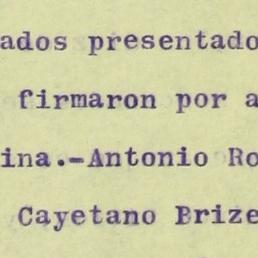 ados presentado
firmaron por a
ina.-Antonio Ro
Cayetano Brize